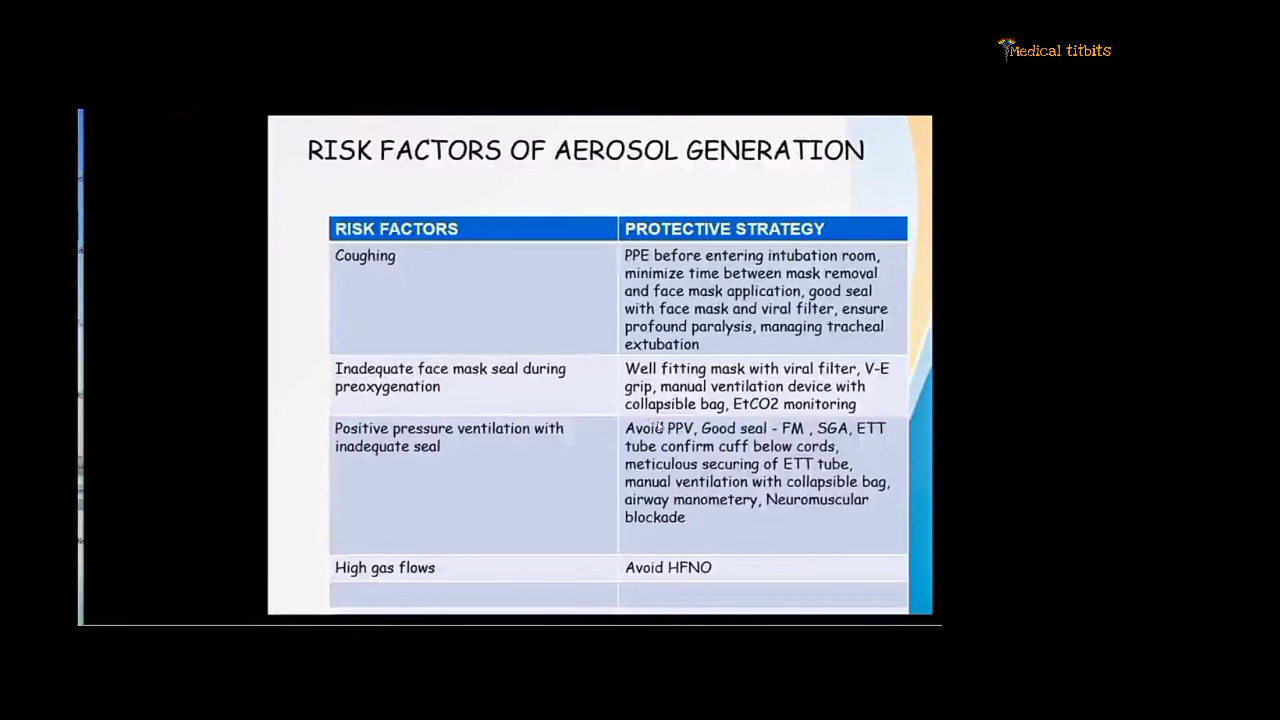 Medical titbits
RISK FACTORS OF AEROSOL GENERATION
RISK FACTORS
PROTECTIVE STRATEGY
Coughing
PPE before entering intubation room,
minimize time between mask removal
and face mask application, good seal
with face mask and viral filter, ensure
profound paralysis, managing tracheal
extubation
Inadequate face mask seal during
preoxygenation
Well fitting mask with viral filter, V-E
grip, manual ventilation device with
collapsible bag, EtCO2 monitoring
Positive pressure ventilation with
inadequate seal
Avoid PPV, Good seal - FM , SGA, ETT
tube confirm cuff below cords,
meticulous securing of ETT tube,
manual ventilation with collapsible bag,
airway manometery, Neuromuscular
blockade
High gas flows
Avoid HFNO